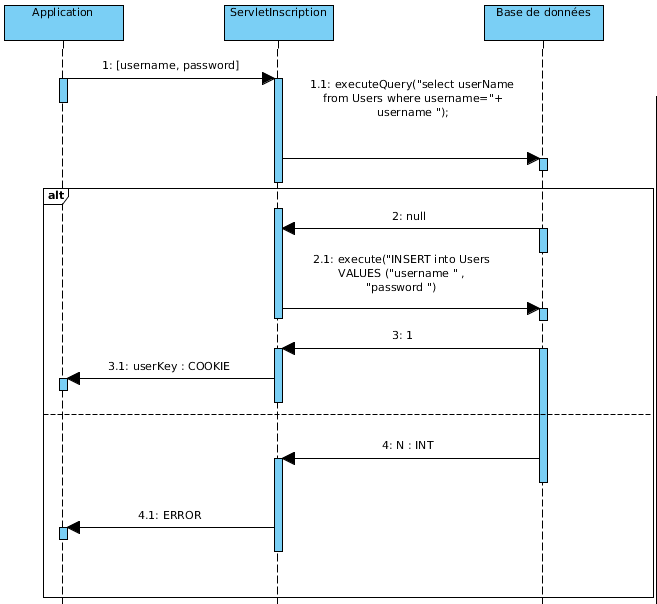 Application
ServletInscription
Base de données
1: [username, password]
1.1: executeQuery("select userName
from Users where username="+
username ");
alt
2: null
2.1: execute("INSERT into Users
VALUES ("username " ,
"password ")
3: 1
3.1: userKey : COOKIE
4: N : INT
4.1: ERROR